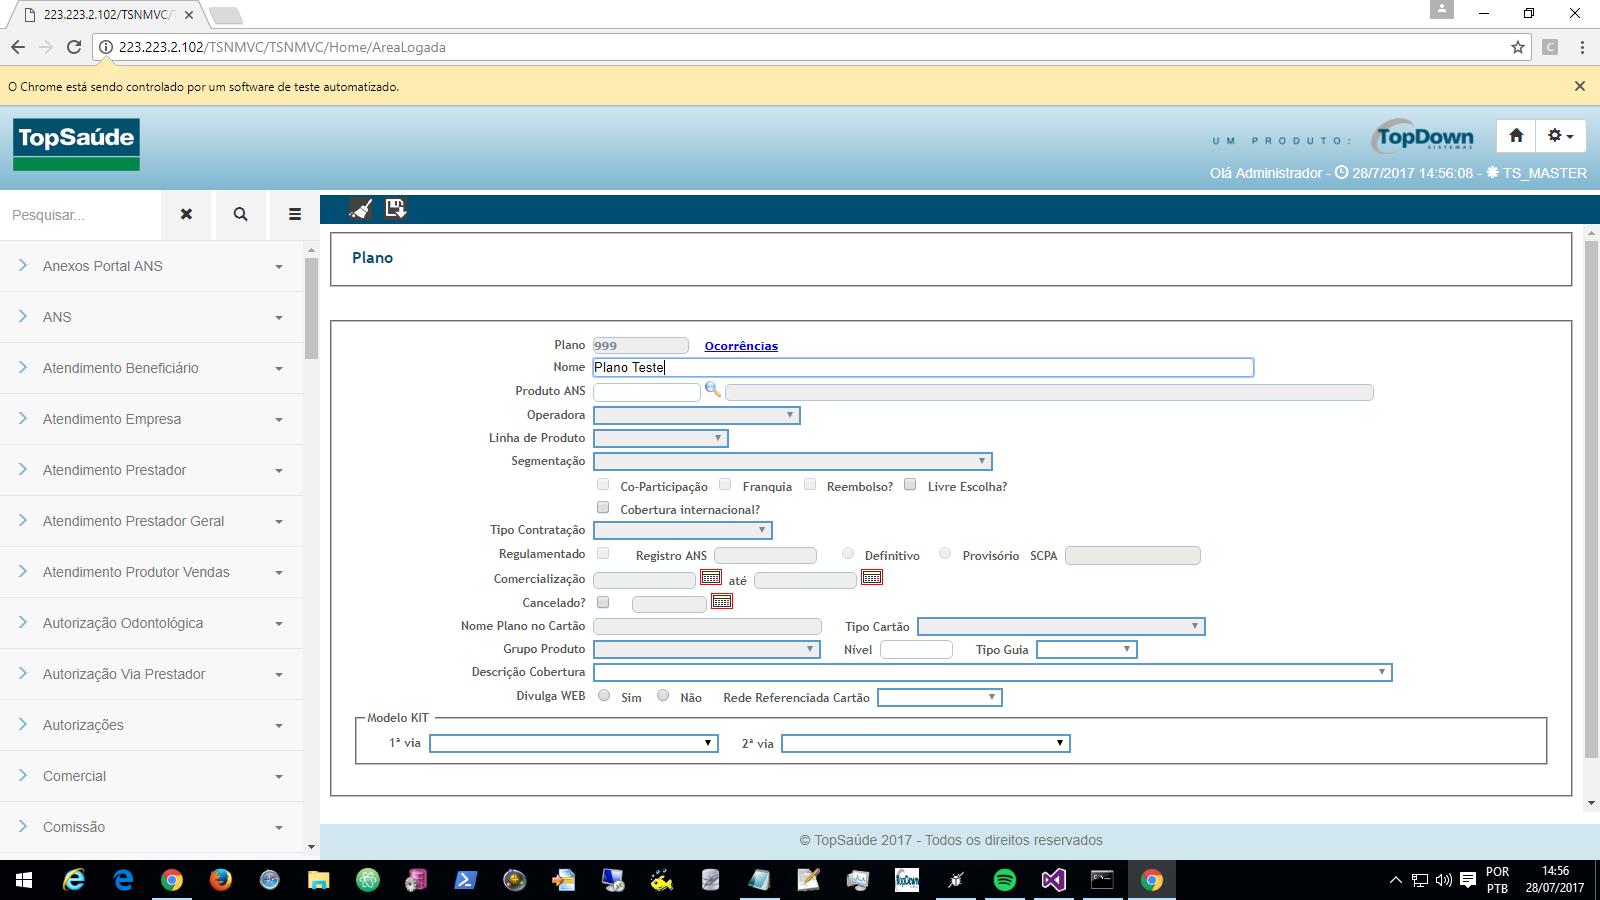 223.223.2.102/TSNMVC/T
223.223.2.102/TSNMVC/TSNMVC/Home/AreaLogada
C
O Chrome está sendo controlado por um software de teste automatizado.
TopSaúde
UM PRODUTO:
TopDown
SISTEMAS
Olá Administrador - 28/7/2017 14:56:08 - TS_MASTER
Pesquisar...
Anexos Portal ANS
ANS
Atendimento Beneficiário
Atendimento Empresa
Atendimento Prestador
Atendimento Prestador Geral
Atendimento Produtor Vendas
Autorização Odontológica
Autorização Via Prestador
Autorizações
Comercial
Comissão
Plano
Plano 999 Ocorrências
Nome Plano Teste
Produto ANS
Operadora
Linha de Produto
Segmentação
Co-Participação Franquia Reembolso? Livre Escolha?
Cobertura internacional?
Tipo Contratação
Regulamentado Registro ANS Definitivo Provisório SCPA
Comercialização até
Cancelado?
Nome Plano no Cartão Tipo Cartão
Grupo Produto Nível Tipo Guia
Descrição Cobertura
Divulga WEB Sim Não Rede Referenciada Cartão
Modelo KIT
1ª via 2ª via
© TopSaúde 2017 - Todos os direitos reservados
TopDown
POR
PTB
14:56
28/07/2017